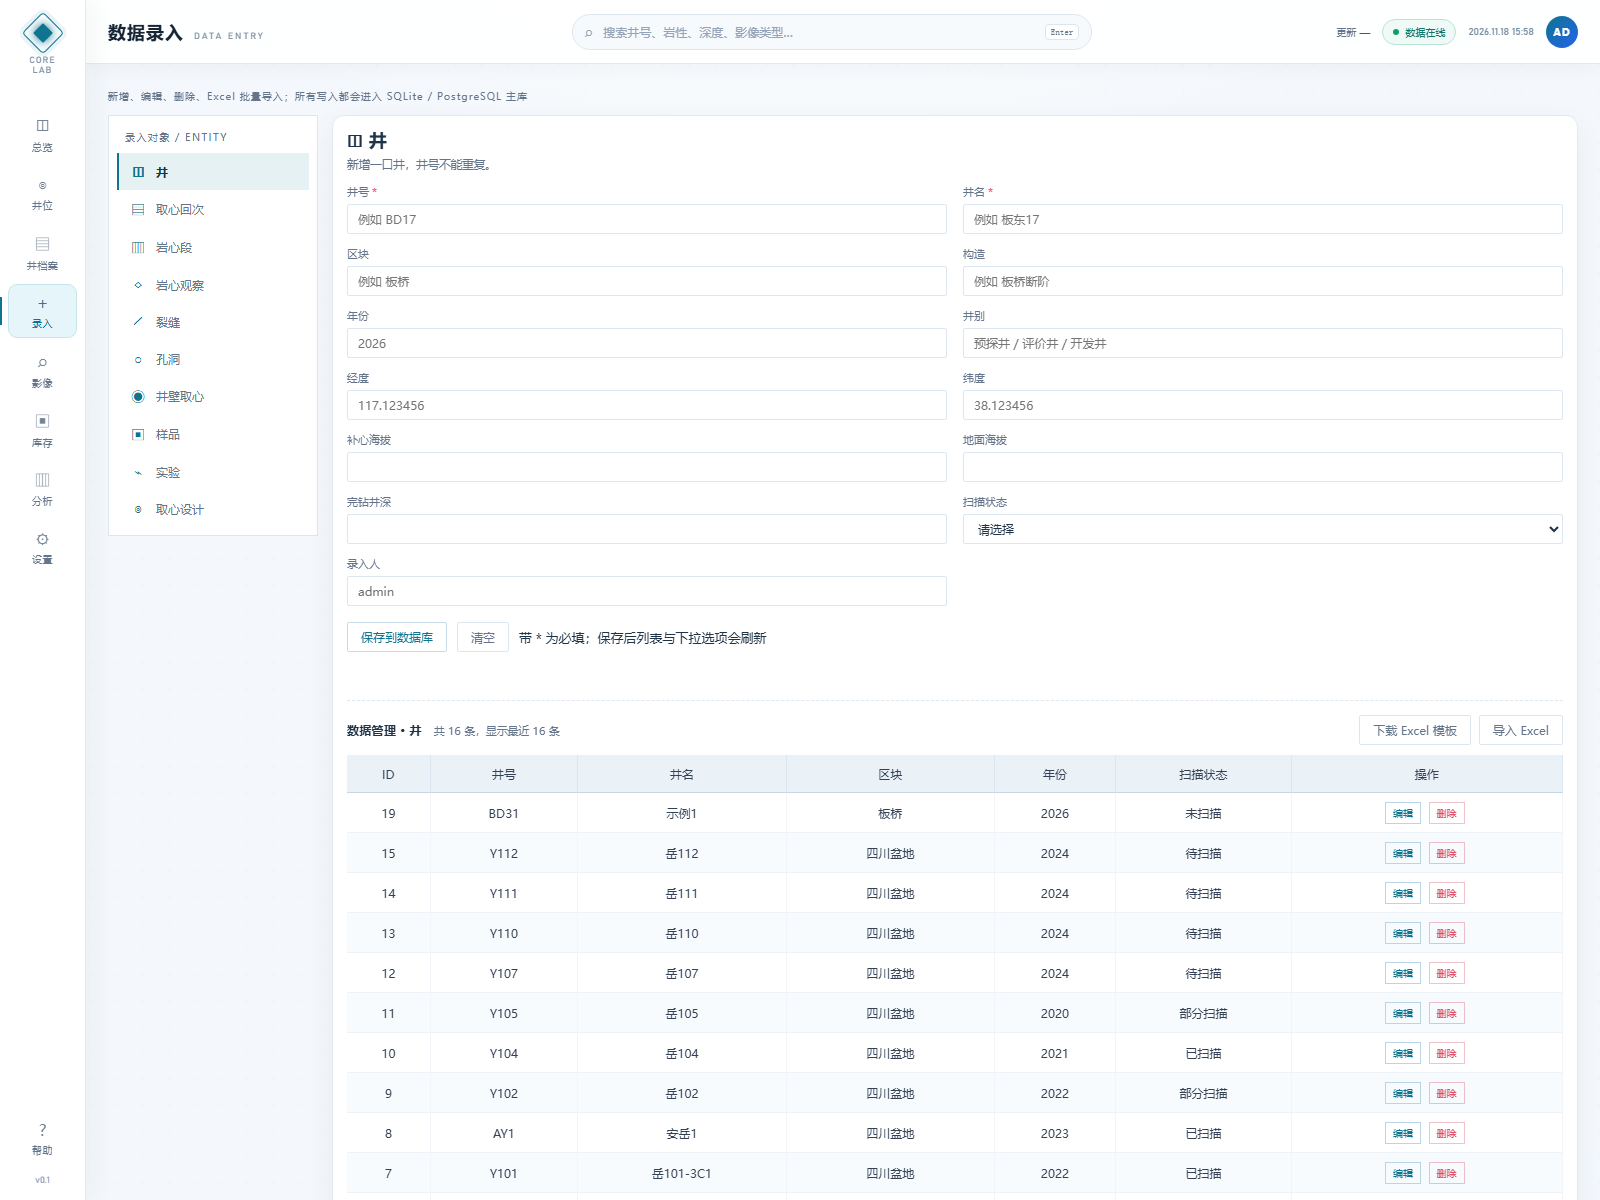 CORE
LAB
总览
井位
井档案
录入
影像
库存
分析
设置
?
帮助
v0.1
数据录入 DATA ENTRY
搜索井号、岩性、深度、影像类型... Enter
更新 — 数据在线 2026.11.18 15:58 AD
新增、编辑、删除、Excel 批量导入；所有写入都会进入 SQLite / PostgreSQL 主库
录入对象 / ENTITY
井
取心回次
岩心段
岩心观察
裂缝
孔洞
井壁取心
样品
实验
取心设计
井
新增一口井，井号不能重复。
井号 * 井名 *
例如 BD17 例如 板东17
区块 构造
例如 板桥 例如 板桥断阶
年份 井别
2026 预探井 / 评价井 / 开发井
经度 纬度
117.123456 38.123456
补心海拔 地面海拔
完钻井深 扫描状态
请选择
录入人
admin
保存到数据库 清空 带 * 为必填；保存后列表与下拉选项会刷新
数据管理 · 井 共 16 条，显示最近 16 条 下载 Excel 模板 导入 Excel
ID 井号 井名 区块 年份 扫描状态 操作
19 BD31 示例1 板桥 2026 未扫描 编辑 删除
15 Y112 岳112 四川盆地 2024 待扫描 编辑 删除
14 Y111 岳111 四川盆地 2024 待扫描 编辑 删除
13 Y110 岳110 四川盆地 2024 待扫描 编辑 删除
12 Y107 岳107 四川盆地 2024 待扫描 编辑 删除
11 Y105 岳105 四川盆地 2020 部分扫描 编辑 删除
10 Y104 岳104 四川盆地 2021 已扫描 编辑 删除
9 Y102 岳102 四川盆地 2022 部分扫描 编辑 删除
8 AY1 安岳1 四川盆地 2023 已扫描 编辑 删除
7 Y101 岳101-3C1 四川盆地 2022 已扫描 编辑 删除